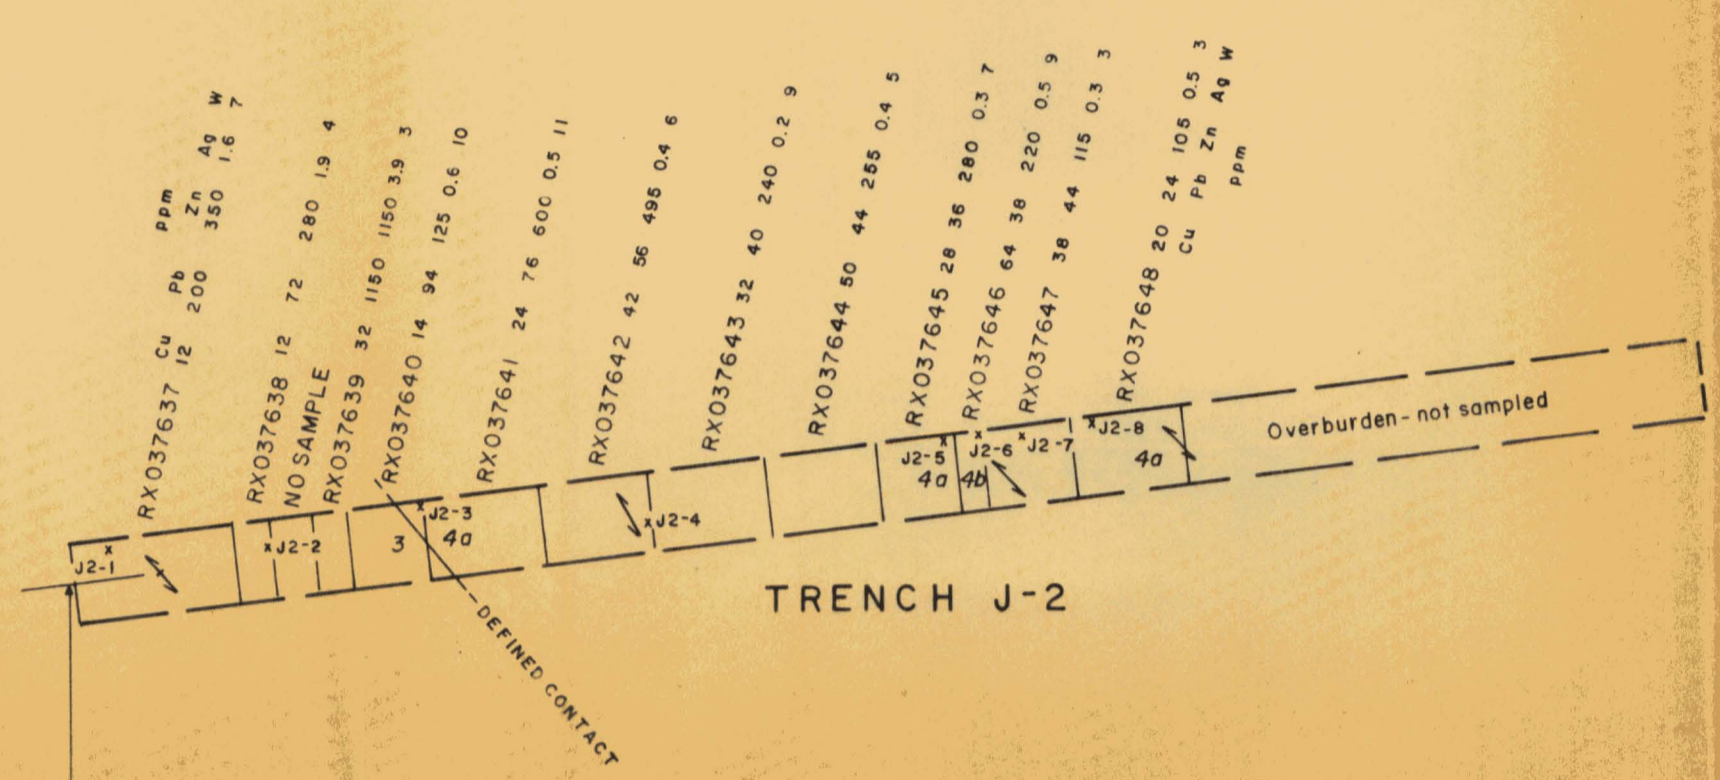 ppm
Cu Pb Zn Ag W
RX037637 12 200 350 1.6 7
RX037638 12 72 280 1.9 4
NO SAMPLE
RX037639 32 1150 1150 3.9 3
RX037640 14 94 125 0.6 10
RX037641 24 76 600 0.5 11
RX037642 42 56 495 0.4 6
RX037643 32 40 240 0.2 9
RX037644 50 44 255 0.4 5
RX037645 28 36 280 0.3 7
RX037646 64 38 220 0.5 9
RX037647 38 44 115 0.3 3
RX037648 20 24 105 0.5 3
Cu Pb Zn Ag W
ppm
J2-1
J2-2
3
J2-3
4a
J2-4
J2-5
4a
4b
J2-6
J2-7
J2-8
4a
Overburden - not sampled
TRENCH J-2
DEFINED CONTACT